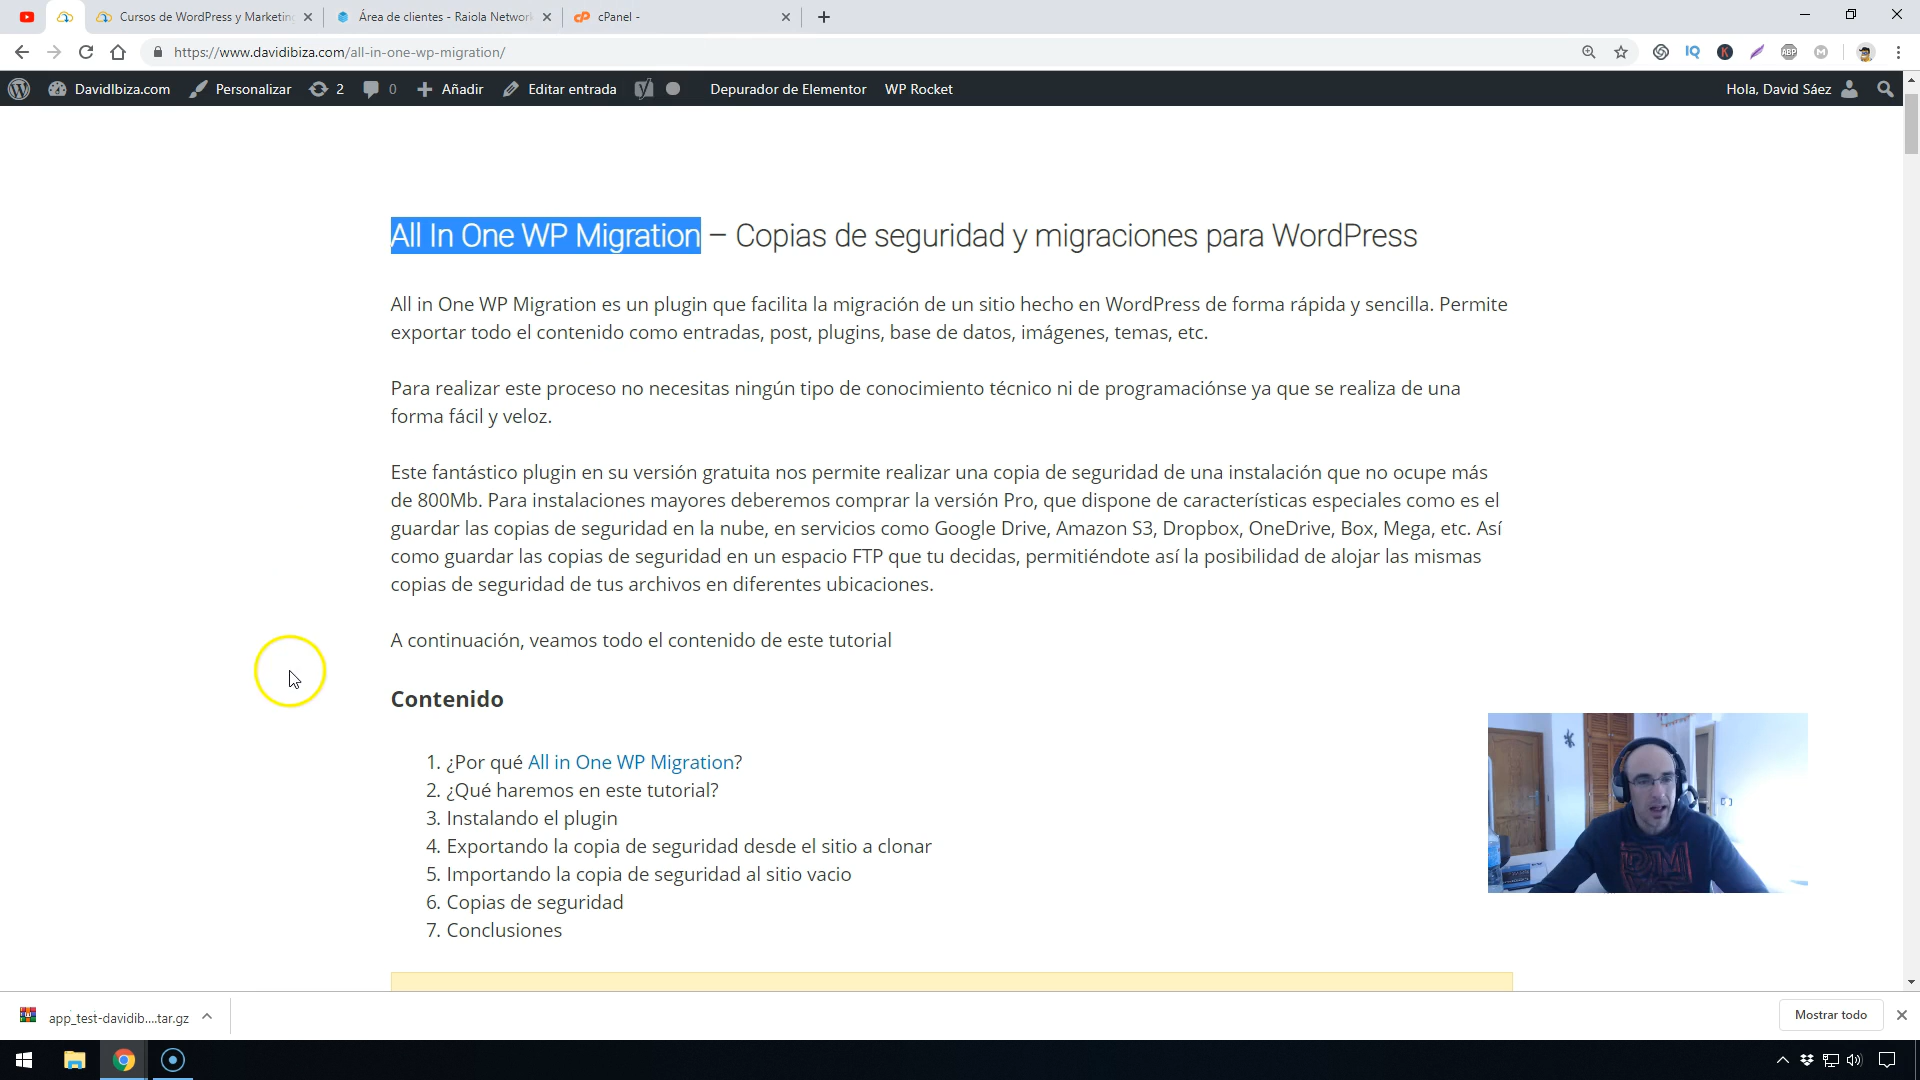 Cursos de WordPress y Marketin
Área de clientes - Raiola Network
cPanel -
https://www.davidibiza.com/all-in-one-wp-migration/
IQ
K
ABP
M
DavidIbiza.com
Personalizar
2
0
Añadir
Editar entrada
Depurador de Elementor
WP Rocket
Hola, David Sáez
All In One WP Migration – Copias de seguridad y migraciones para WordPress
All in One WP Migration es un plugin que facilita la migración de un sitio hecho en WordPress de forma rápida y sencilla. Permite
exportar todo el contenido como entradas, post, plugins, base de datos, imágenes, temas, etc.
Para realizar este proceso no necesitas ningún tipo de conocimiento técnico ni de programaciónse ya que se realiza de una
forma fácil y veloz.
Este fantástico plugin en su versión gratuita nos permite realizar una copia de seguridad de una instalación que no ocupe más
de 800Mb. Para instalaciones mayores deberemos comprar la versión Pro, que dispone de características especiales como es el
guardar las copias de seguridad en la nube, en servicios como Google Drive, Amazon S3, Dropbox, OneDrive, Box, Mega, etc. Así
como guardar las copias de seguridad en un espacio FTP que tu decidas, permitiéndote así la posibilidad de alojar las mismas
copias de seguridad de tus archivos en diferentes ubicaciones.
A continuación, veamos todo el contenido de este tutorial
Contenido
1. ¿Por qué All in One WP Migration?
2. ¿Qué haremos en este tutorial?
3. Instalando el plugin
4. Exportando la copia de seguridad desde el sitio a clonar
5. Importando la copia de seguridad al sitio vacio
6. Copias de seguridad
7. Conclusiones
app_test-davidib....tar.gz
Mostrar todo